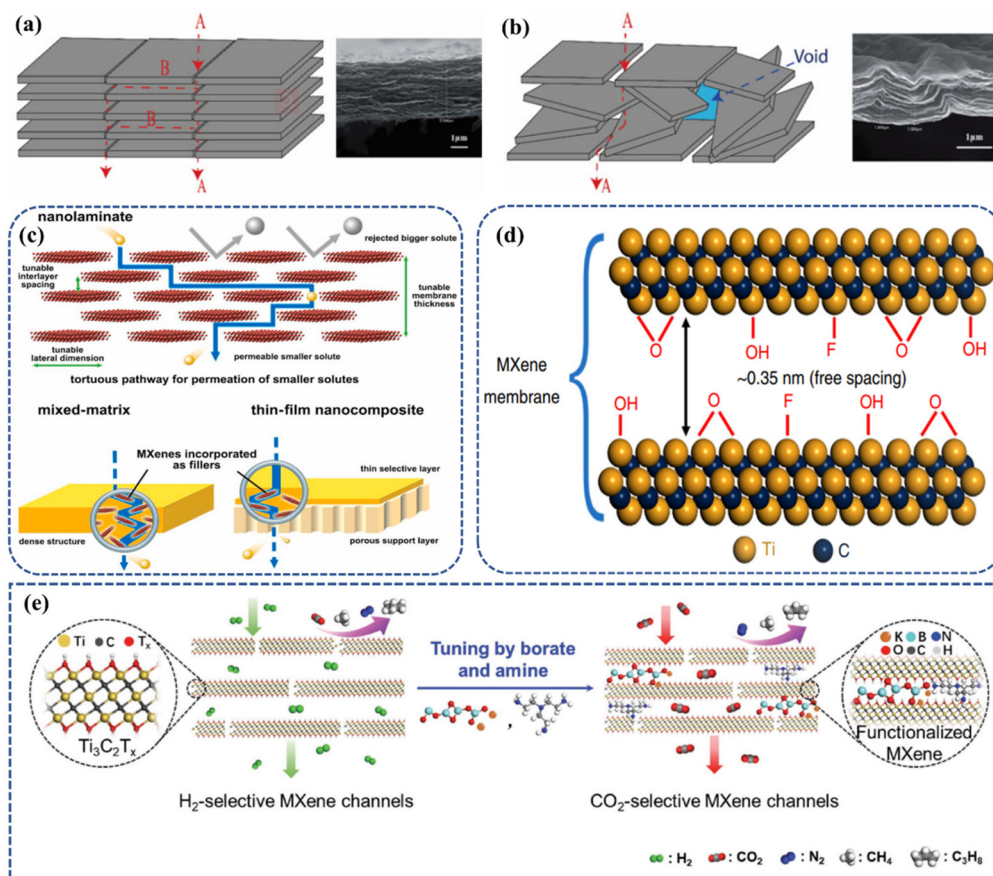 (a)
A
B
B
A
1μm
(b)
A
Void
A
1μm
(c)
nanolaminate
rejected bigger solute
tunable
interlayer
spacing
tunable
membrane
thickness
tunable
lateral dimension
permeable smaller solute
tortuous pathway for permeation of smaller solutes
mixed-matrix
thin-film nanocomposite
MXenes incorporated
as fillers
thin selective layer
dense structure
porous support layer
(d)
MXene
membrane
O
OH
F
O
OH
~0.35 nm (free spacing)
OH
O
F
OH
O
Ti
C
(e)
Ti C Tₓ
Ti₃C₂Tₓ
H₂-selective MXene channels
Tuning by borate
and amine
,
CO₂-selective MXene channels
K B N
O C H
Functionalized
MXene
: H₂ : CO₂ : N₂ : CH₄ : C₃H₈